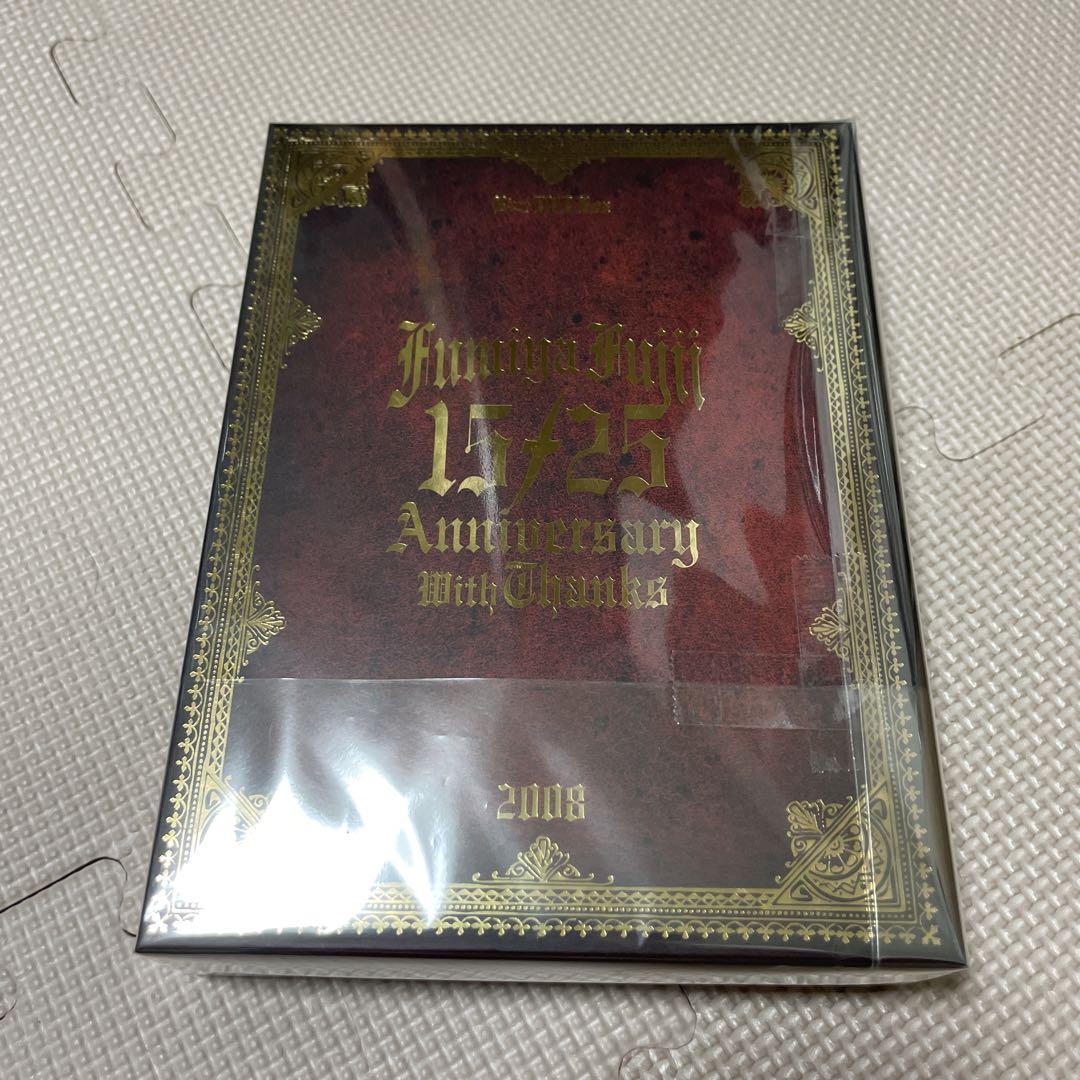 Fumiya Fujii
15/25
Anniversary
With Thanks
2008